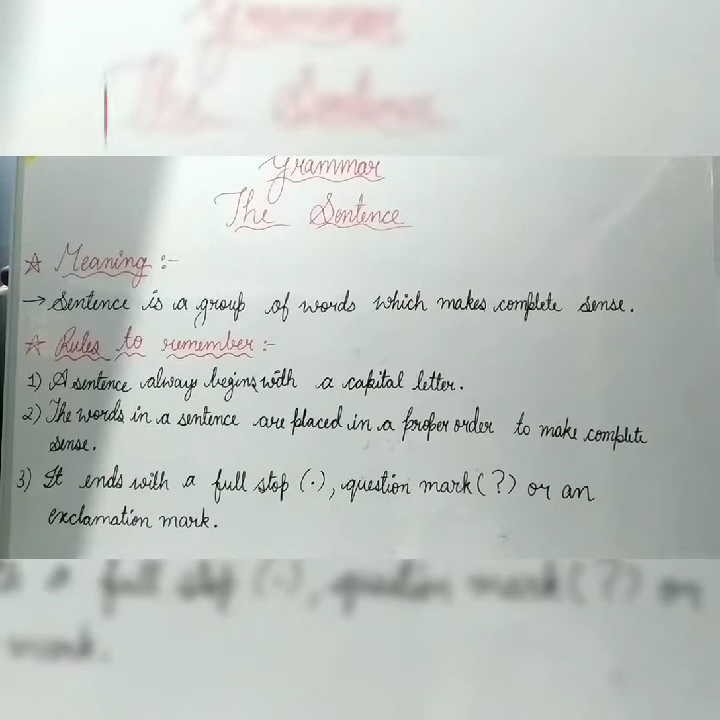 Grammar
The Sentence
☆ Meaning :-
→ Sentence is a group of words which makes complete sense.
☆ Rules to remember :-
1) A sentence always begins with a capital letter.
2) The words in a sentence are placed in a proper order to make complete
sense.
3) It ends with a full stop (.), question mark (?) or an
exclamation mark.